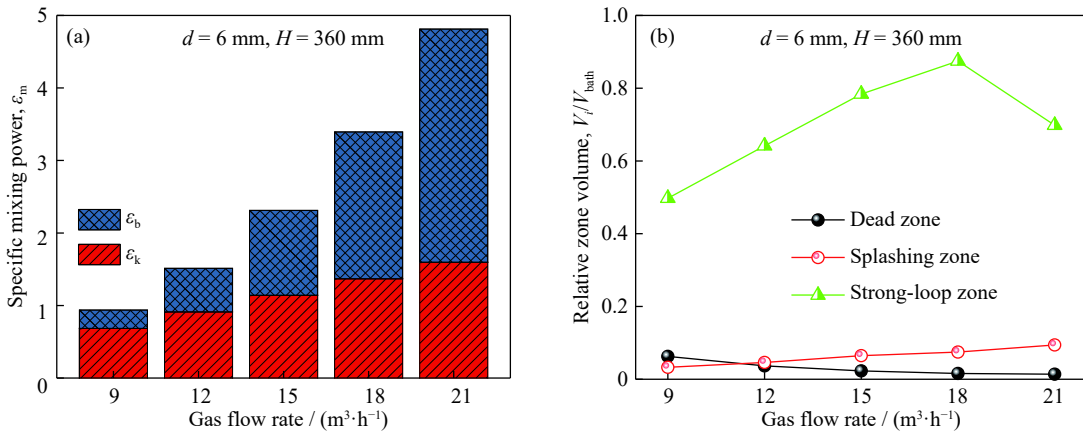 (a)
d = 6 mm, H = 360 mm
Specific mixing power, εm
5
4
3
2
1
0
εb
εk
9 12 15 18 21
Gas flow rate / (m³·h⁻¹)
(b)
d = 6 mm, H = 360 mm
Relative zone volume, Vi/Vbath
1.0
0.8
0.6
0.4
0.2
0
Dead zone
Splashing zone
Strong-loop zone
9 12 15 18 21
Gas flow rate / (m³·h⁻¹)